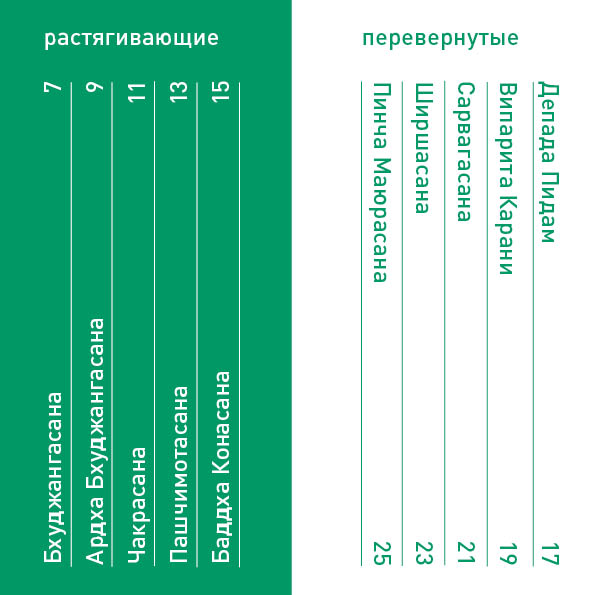 растягивающие
Бхуджангасана 7
Ардха Бхуджангасана 9
Чакрасана 11
Пашчимотасана 13
Баддха Конасана 15
перевернутые
Депада Пидам 17
Випарита Карани 19
Сарвагасана 21
Ширшасана 23
Пинча Маюрасана 25